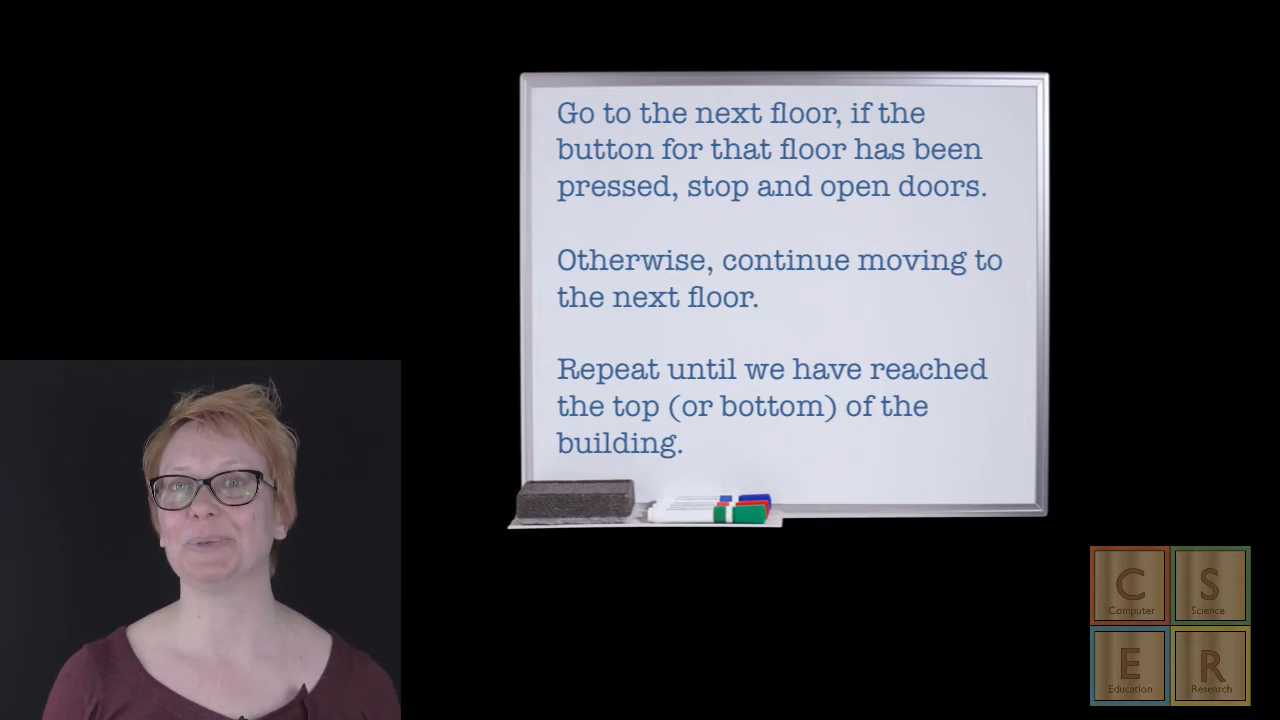 Go to the next floor, if the
button for that floor has been
pressed, stop and open doors.
Otherwise, continue moving to
the next floor.
Repeat until we have reached
the top (or bottom) of the
building.
C S
Computer Science
E R
Education Research